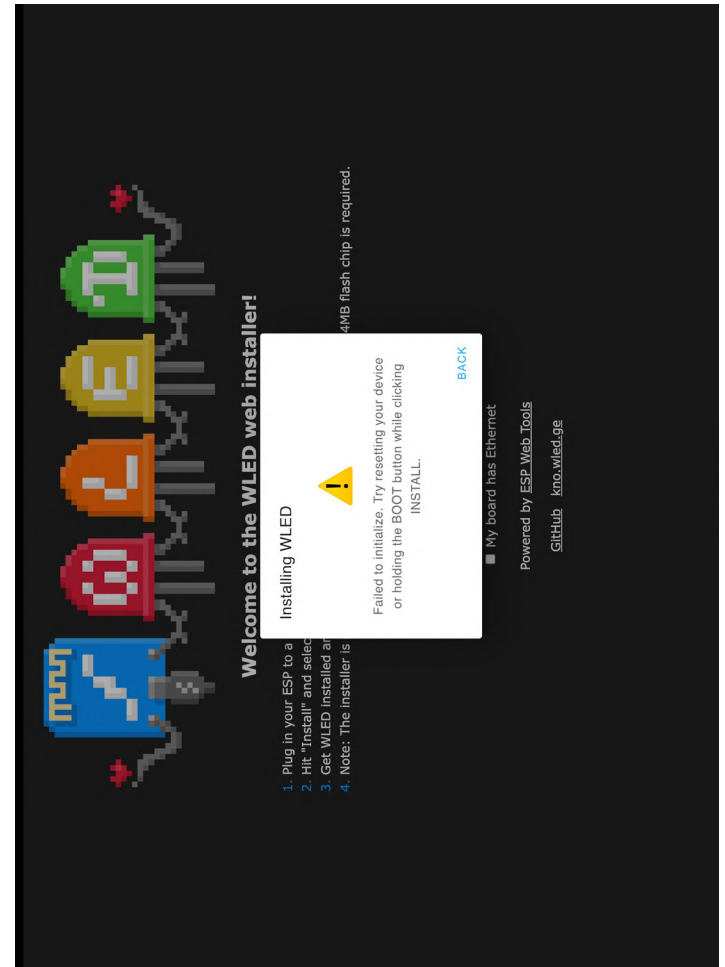 WLED
Welcome to the WLED web installer!
1. Plug in your ESP to a
2. Hit "Install" and selec
3. Get WLED installed an
4. Note: The installer is
4MB flash chip is required.
Installing WLED
Failed to initialize. Try resetting your device
or holding the BOOT button while clicking
INSTALL.
BACK
My board has Ethernet
Powered by ESP Web Tools
GitHub kno.wled.ge